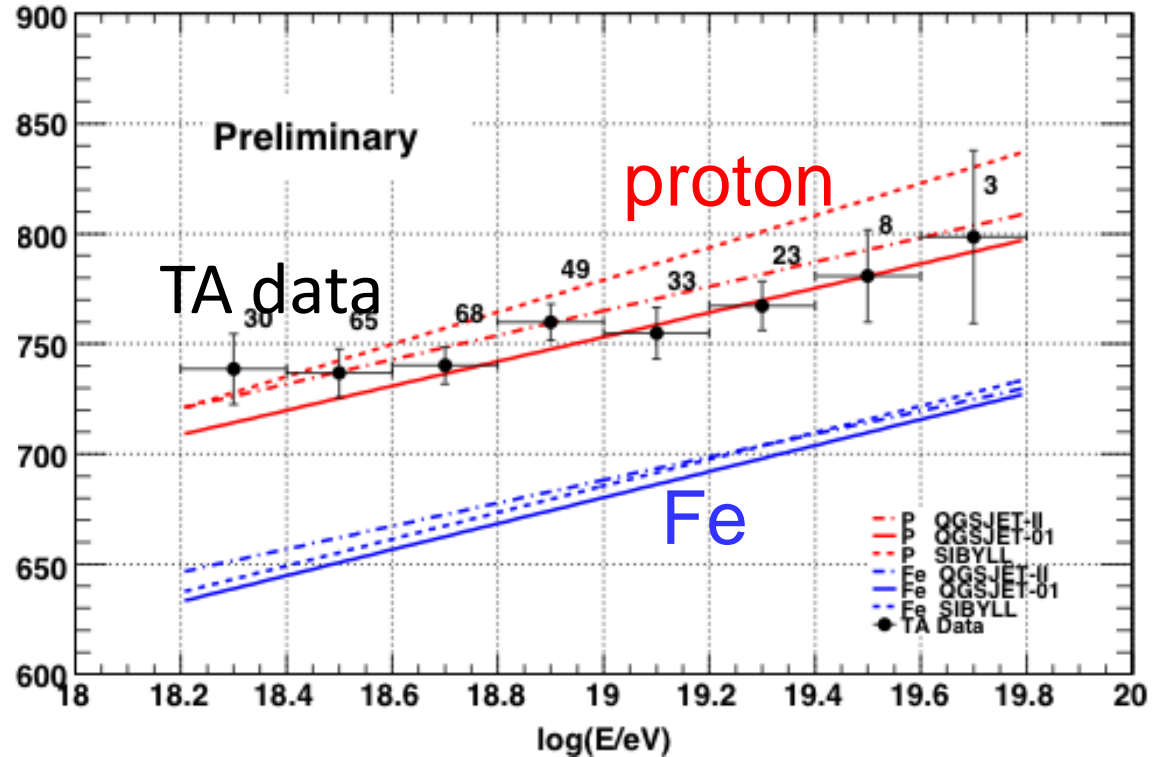 900
850
800
750
700
650
600
Preliminary
proton
TA data
Fe
30
65
68
49
33
23
8
3
P QGSJET-II
P QGSJET-01
P SIBYLL
Fe QGSJET-II
Fe QGSJET-01
Fe SIBYLL
TA Data
18 18.2 18.4 18.6 18.8 19 19.2 19.4 19.6 19.8 20
log(E/eV)